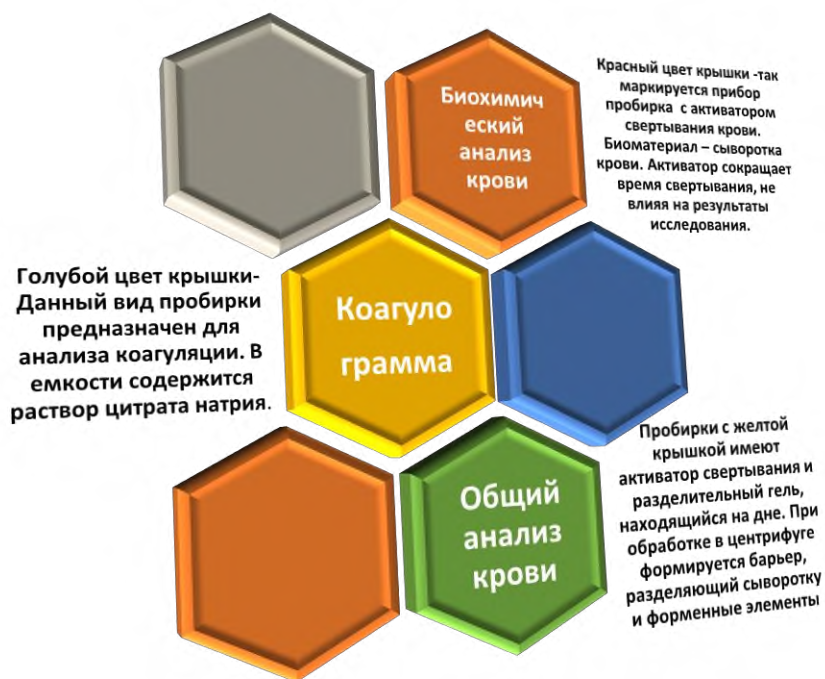 Биохимич
еский
анализ
крови
Красный цвет крышки -так
маркируется прибор
пробирка с активатором
свертывания крови.
Биоматериал – сыворотка
крови. Активатор сокращает
время свертывания, не
влияя на результаты
исследования.
Голубой цвет крышки-
Данный вид пробирки
предназначен для
анализа коагуляции. В
емкости содержится
раствор цитрата натрия.
Коагуло
грамма
Общий
анализ
крови
Пробирки с желтой
крышкой имеют
активатор свертывания и
разделительный гель,
находящийся на дне. При
обработке в центрифуге
формируется барьер,
разделяющий сыворотку
и форменные элементы